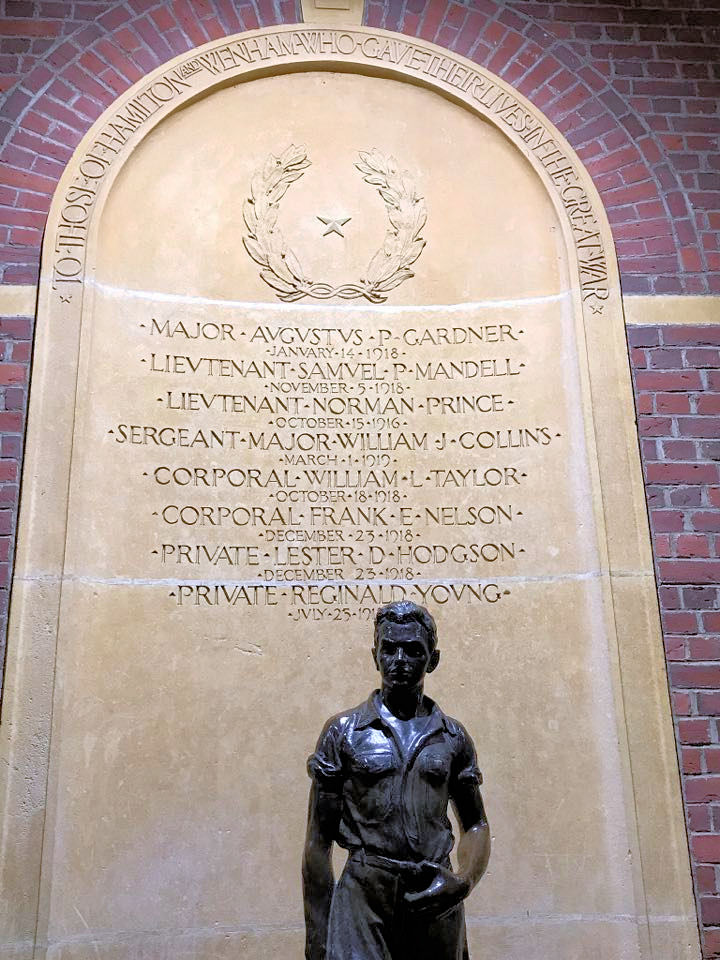 TO·THOSE·OF·HAMILTON AND WENHAM·WHO·GAVE·THEIR·LIVES·IN·THE·GREAT·WAR
·MAJOR·AVGVSTVS·P·GARDNER·
·JANVARY·14·1918·
·LIEVTENANT·SAMVEL·P·MANDELL·
·NOVEMBER·5·1918·
·LIEVTENANT·NORMAN·PRINCE·
·OCTOBER·15·1916·
·SERGEANT·MAJOR·WILLIAM·J·COLLINS·
·MARCH·1·1919·
·CORPORAL·WILLIAM·L·TAYLOR·
·OCTOBER·18·1918·
·CORPORAL·FRANK·E·NELSON·
·DECEMBER·23·1918·
·PRIVATE·LESTER·D·HODGSON·
·DECEMBER·23·1918·
·PRIVATE·REGINALD·YOVNG·
·JVLY·25·